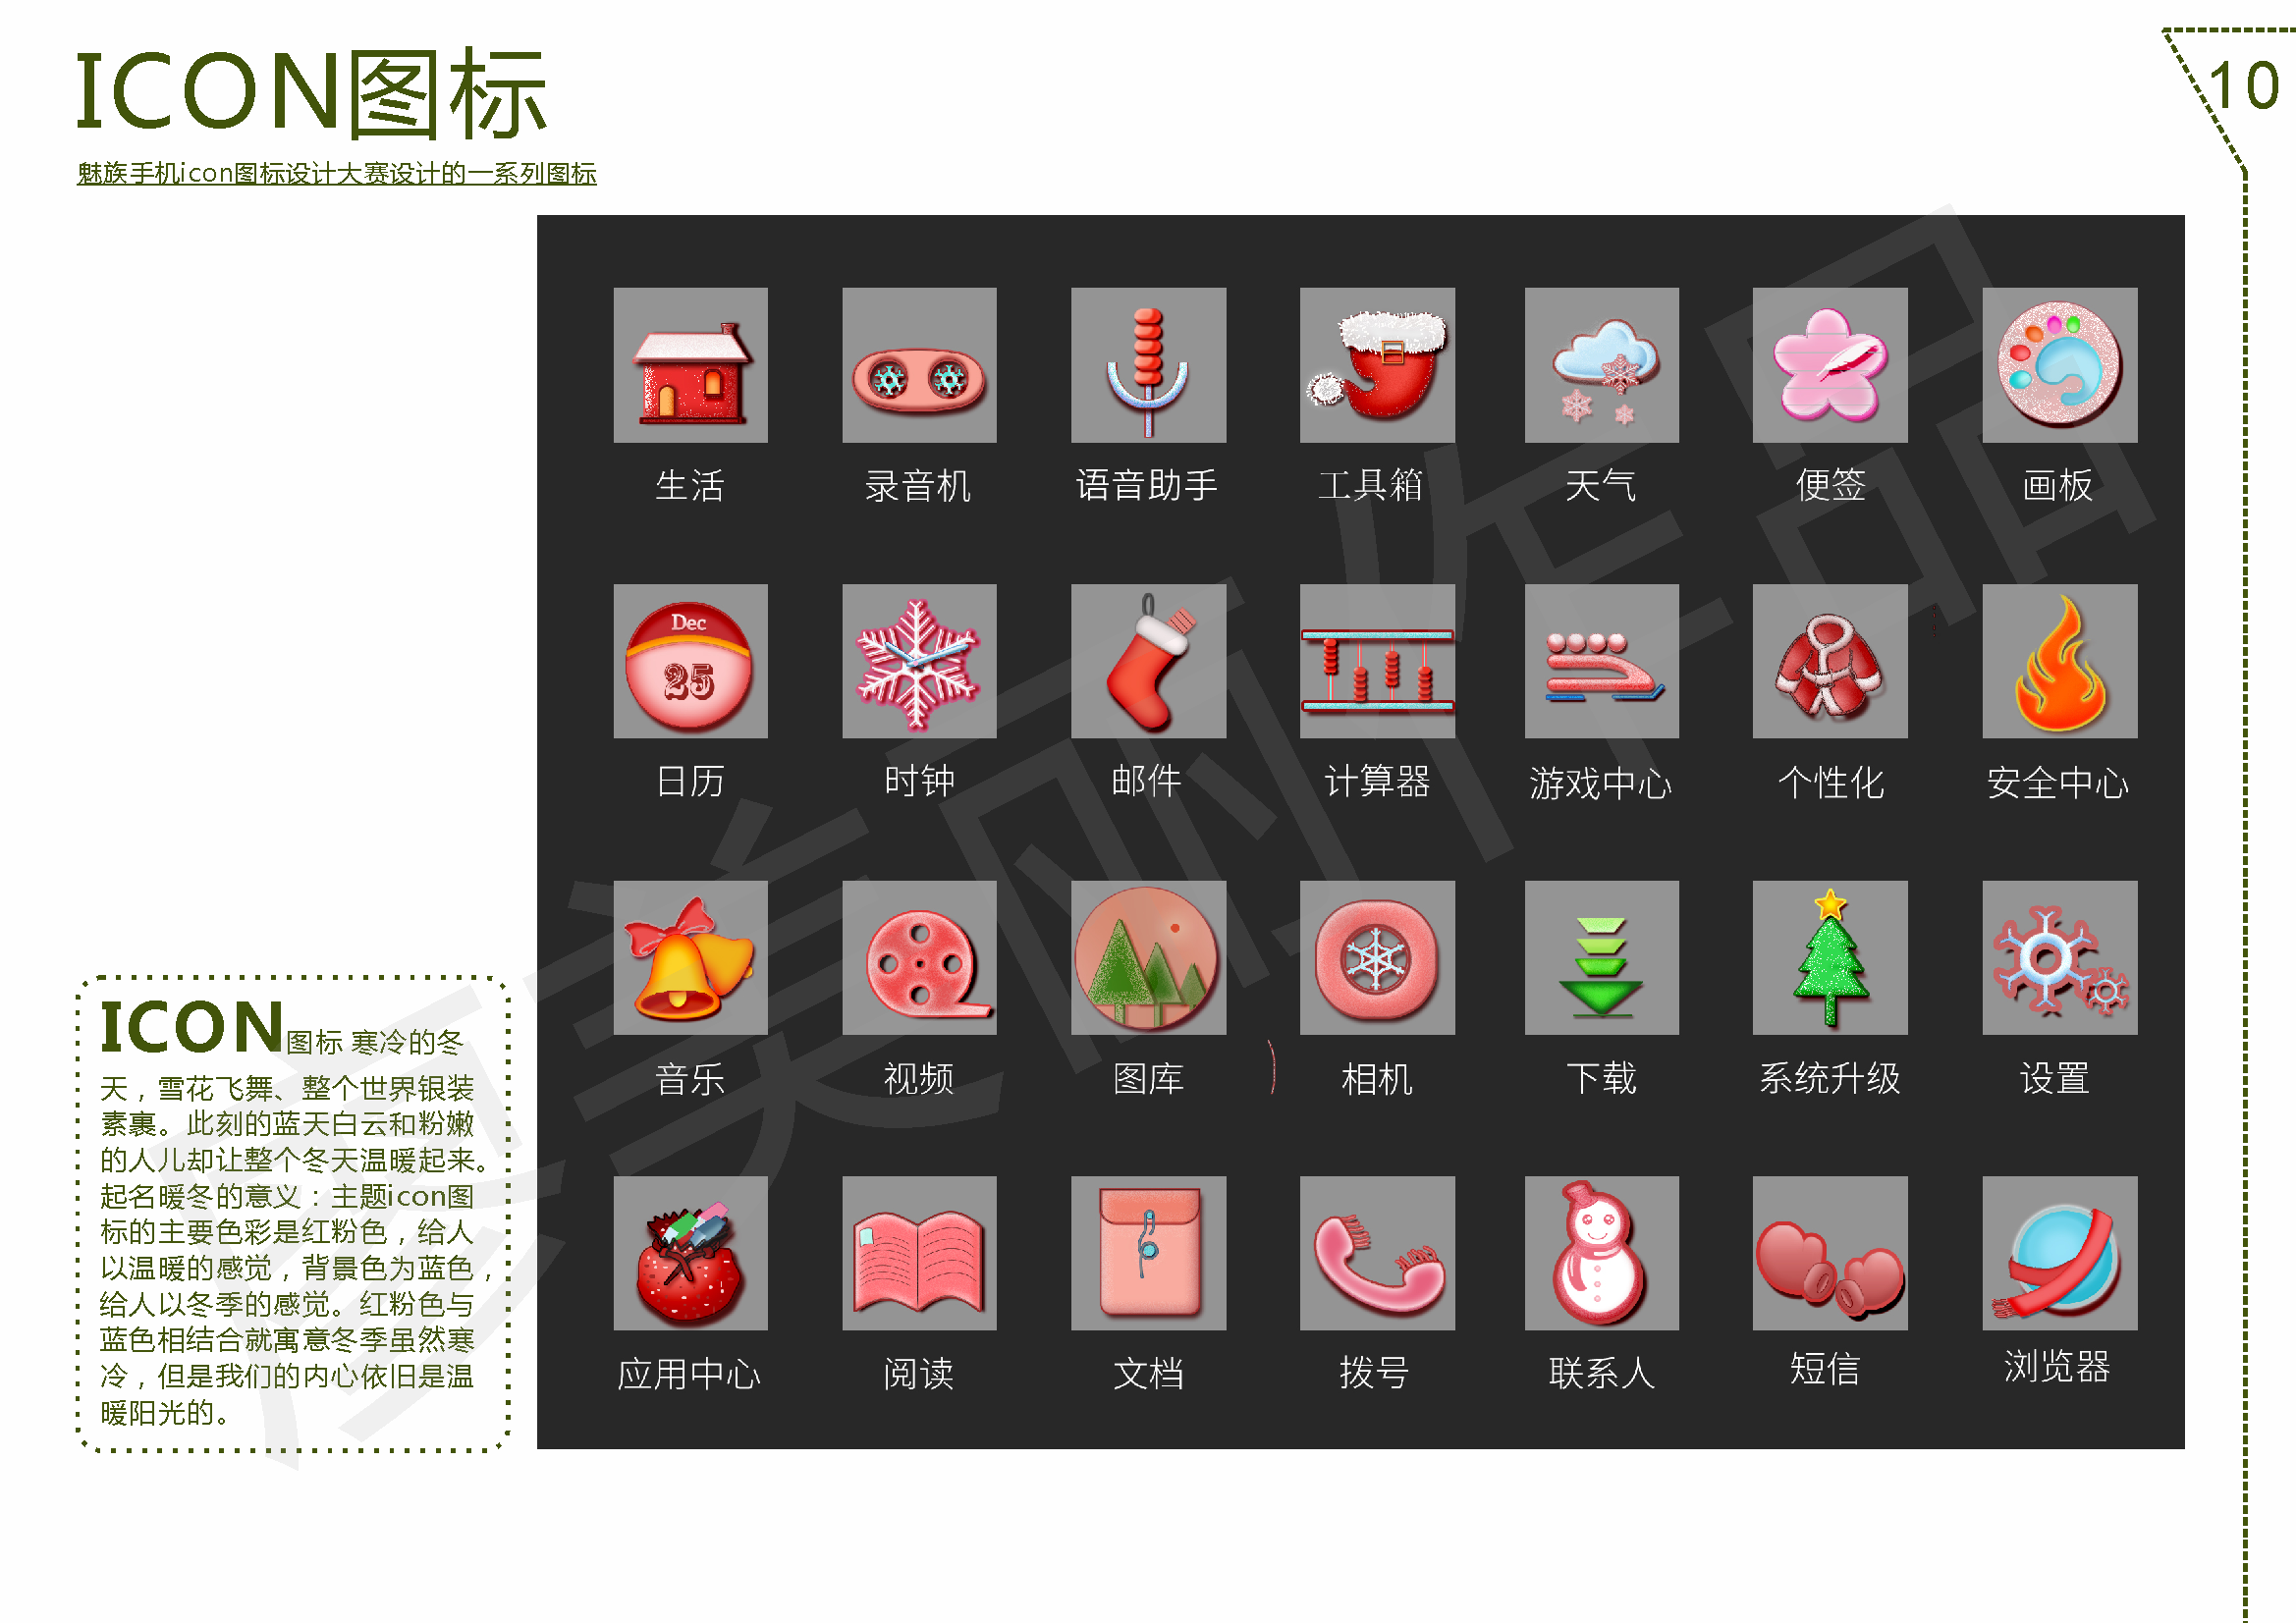 ICON图标
10
魅族手机icon图标设计大赛设计的一系列图标
生活 录音机 语音助手 工具箱 天气 便签 画板
Dec
25
日历 时钟 邮件 计算器 游戏中心 个性化 安全中心
音乐 视频 图库 相机 下载 系统升级 设置
应用中心 阅读 文档 拨号 联系人 短信 浏览器
ICON图标 寒冷的冬
天，雪花飞舞、整个世界银装
素裹。此刻的蓝天白云和粉嫩
的人儿却让整个冬天温暖起来。
起名暖冬的意义：主题icon图
标的主要色彩是红粉色，给人
以温暖的感觉，背景色为蓝色，
给人以冬季的感觉。红粉色与
蓝色相结合就寓意冬季虽然寒
冷，但是我们的内心依旧是温
暖阳光的。
廖美丽作品